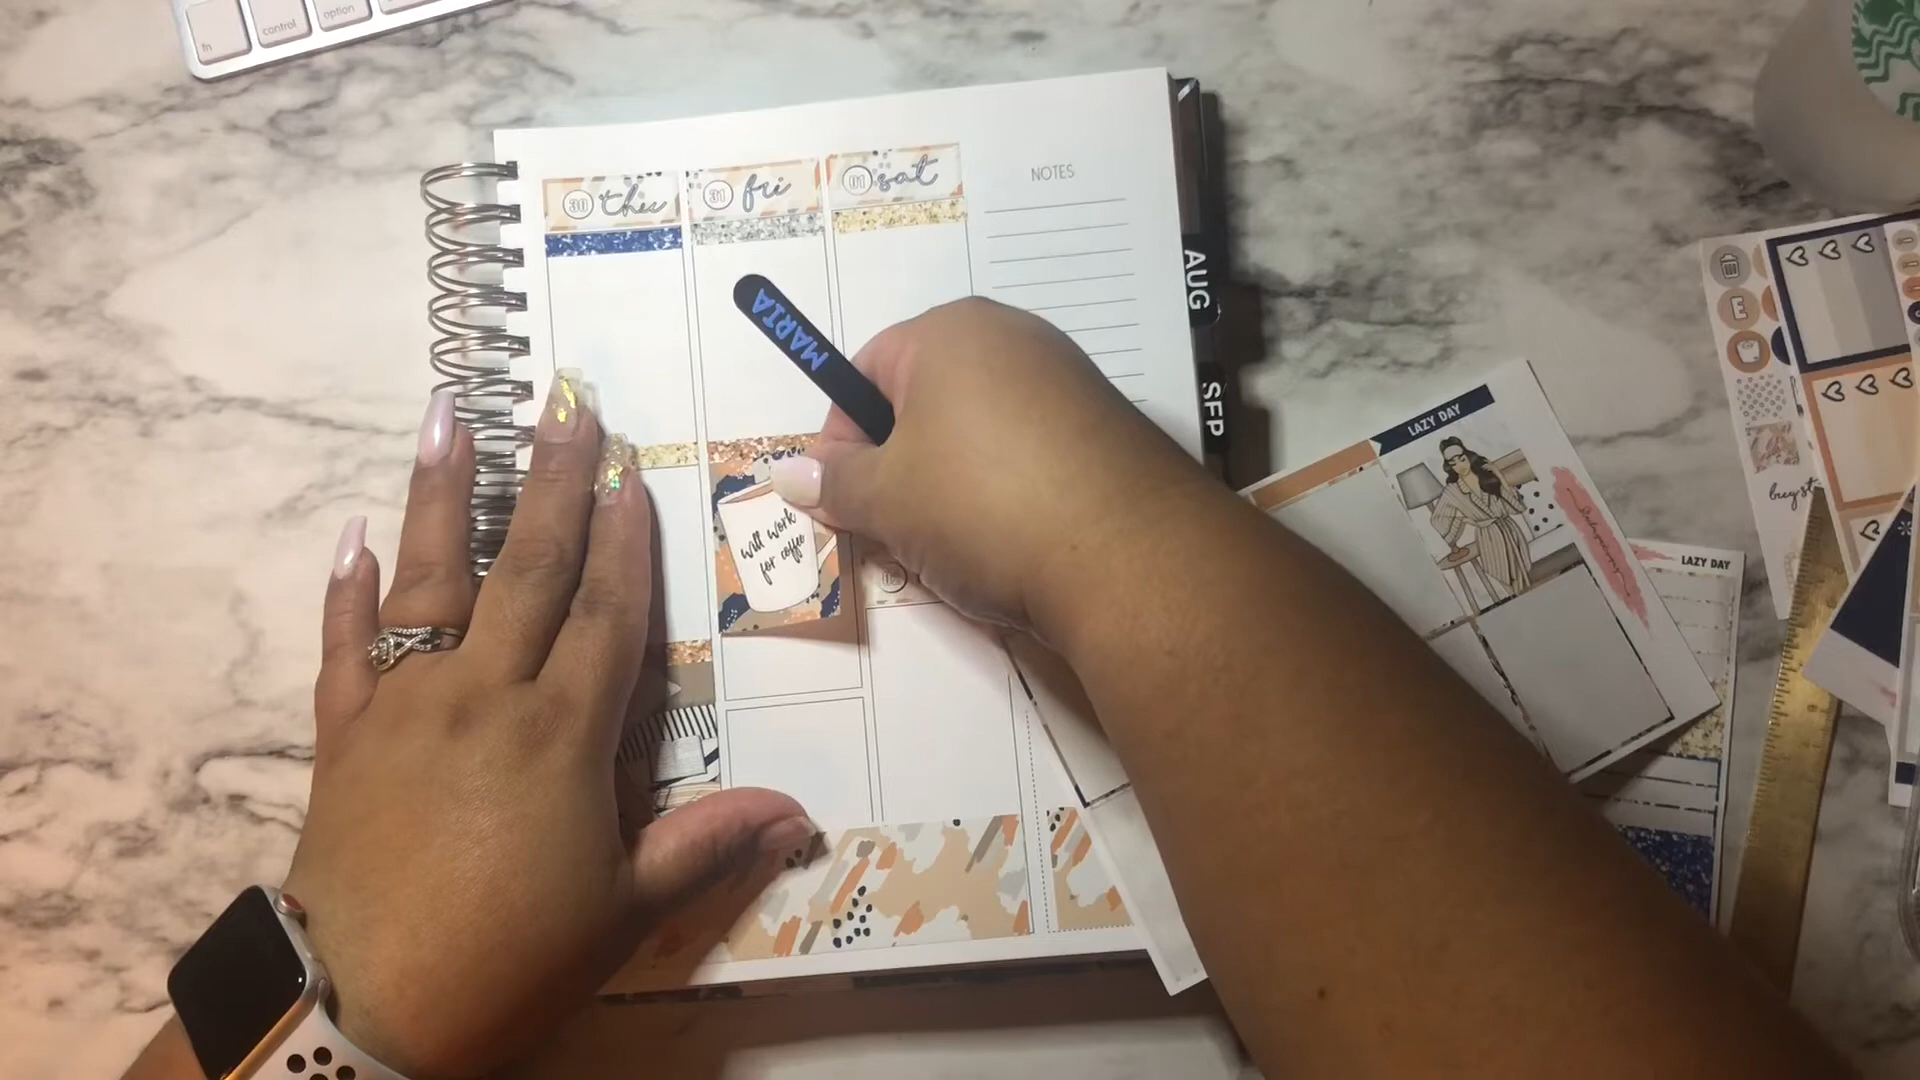 fn
control
option
30 thu
31 fri
01 sat
NOTES
AUG
SEP
MARIA
will work
for coffee
LAZY DAY
LAZY DAY
E